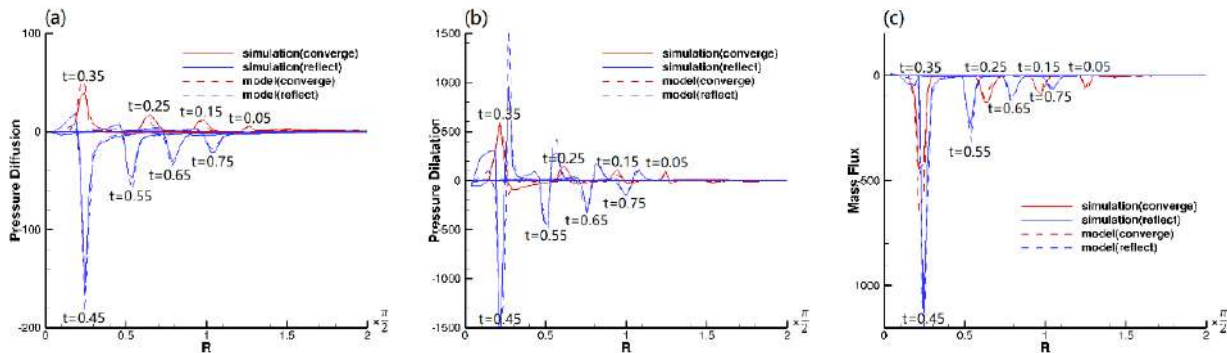 (a)
100
simulation(converge)
simulation(reflect)
model(converge)
model(reflect)
t=0.35
t=0.25
t=0.15
t=0.05
0
t=0.75
t=0.65
t=0.55
-100
t=0.45
-200
0
0.5
1
1.5
2
×π/2
R
Pressure Diffusion
(b)
1500
simulation(converge)
simulation(reflect)
model(converge)
model(reflect)
1000
t=0.35
500
t=0.25
t=0.15
t=0.05
0
t=0.75
t=0.65
t=0.55
-500
-1000
t=0.45
-1500
0
0.5
1
1.5
2
×π/2
R
Pressure Dilatation
(c)
t=0.35
t=0.25
t=0.15
t=0.05
0
t=0.75
t=0.65
t=0.55
-500
simulation(converge)
simulation(reflect)
model(converge)
model(reflect)
1000
t=0.45
0
0.5
1
1.5
2
×π/2
R
Mass Flux